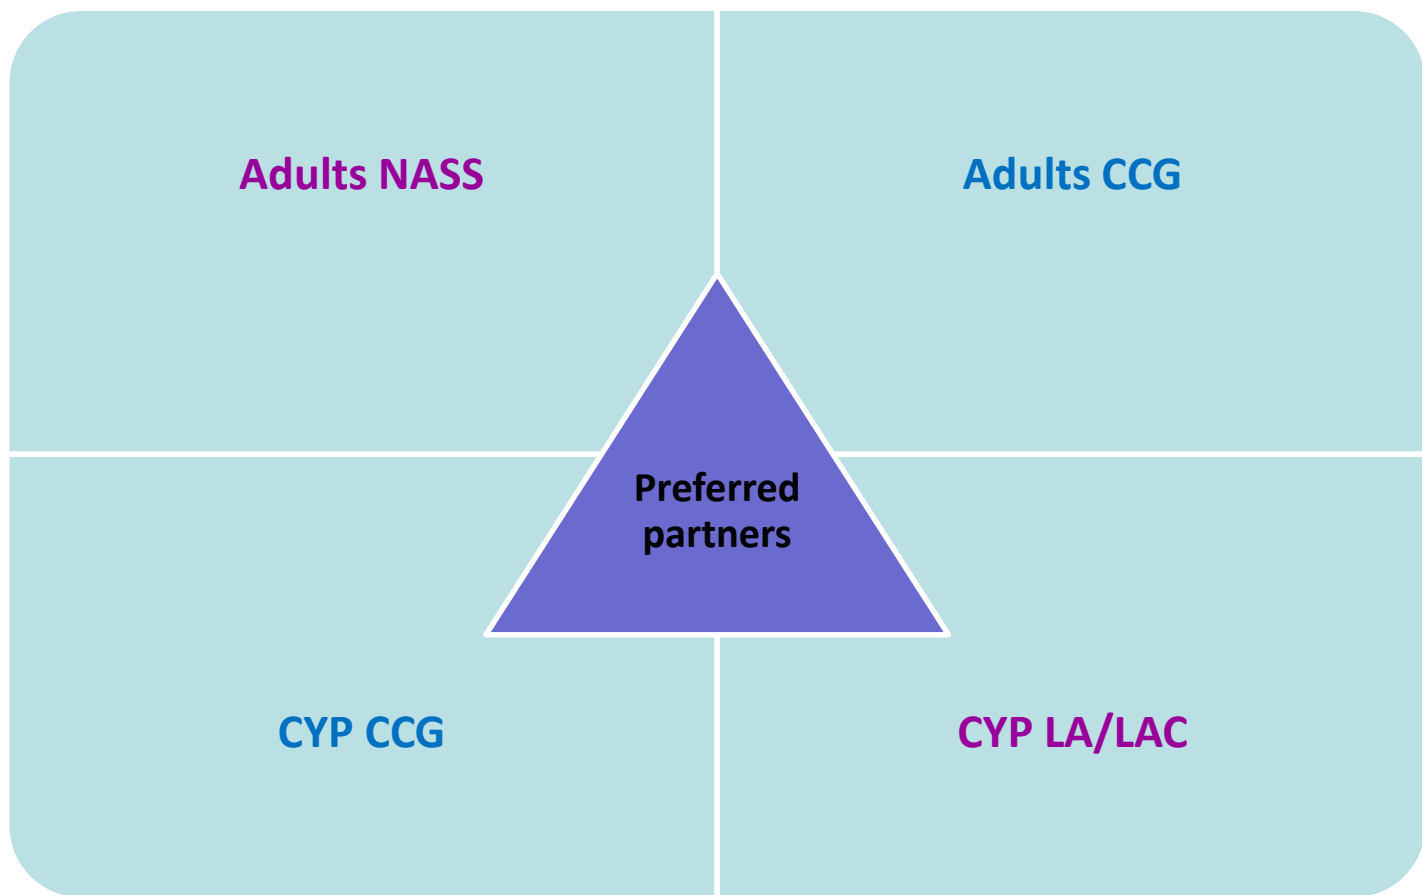 Adults NASS
Adults CCG
Preferred
partners
CYP CCG
CYP LA/LAC